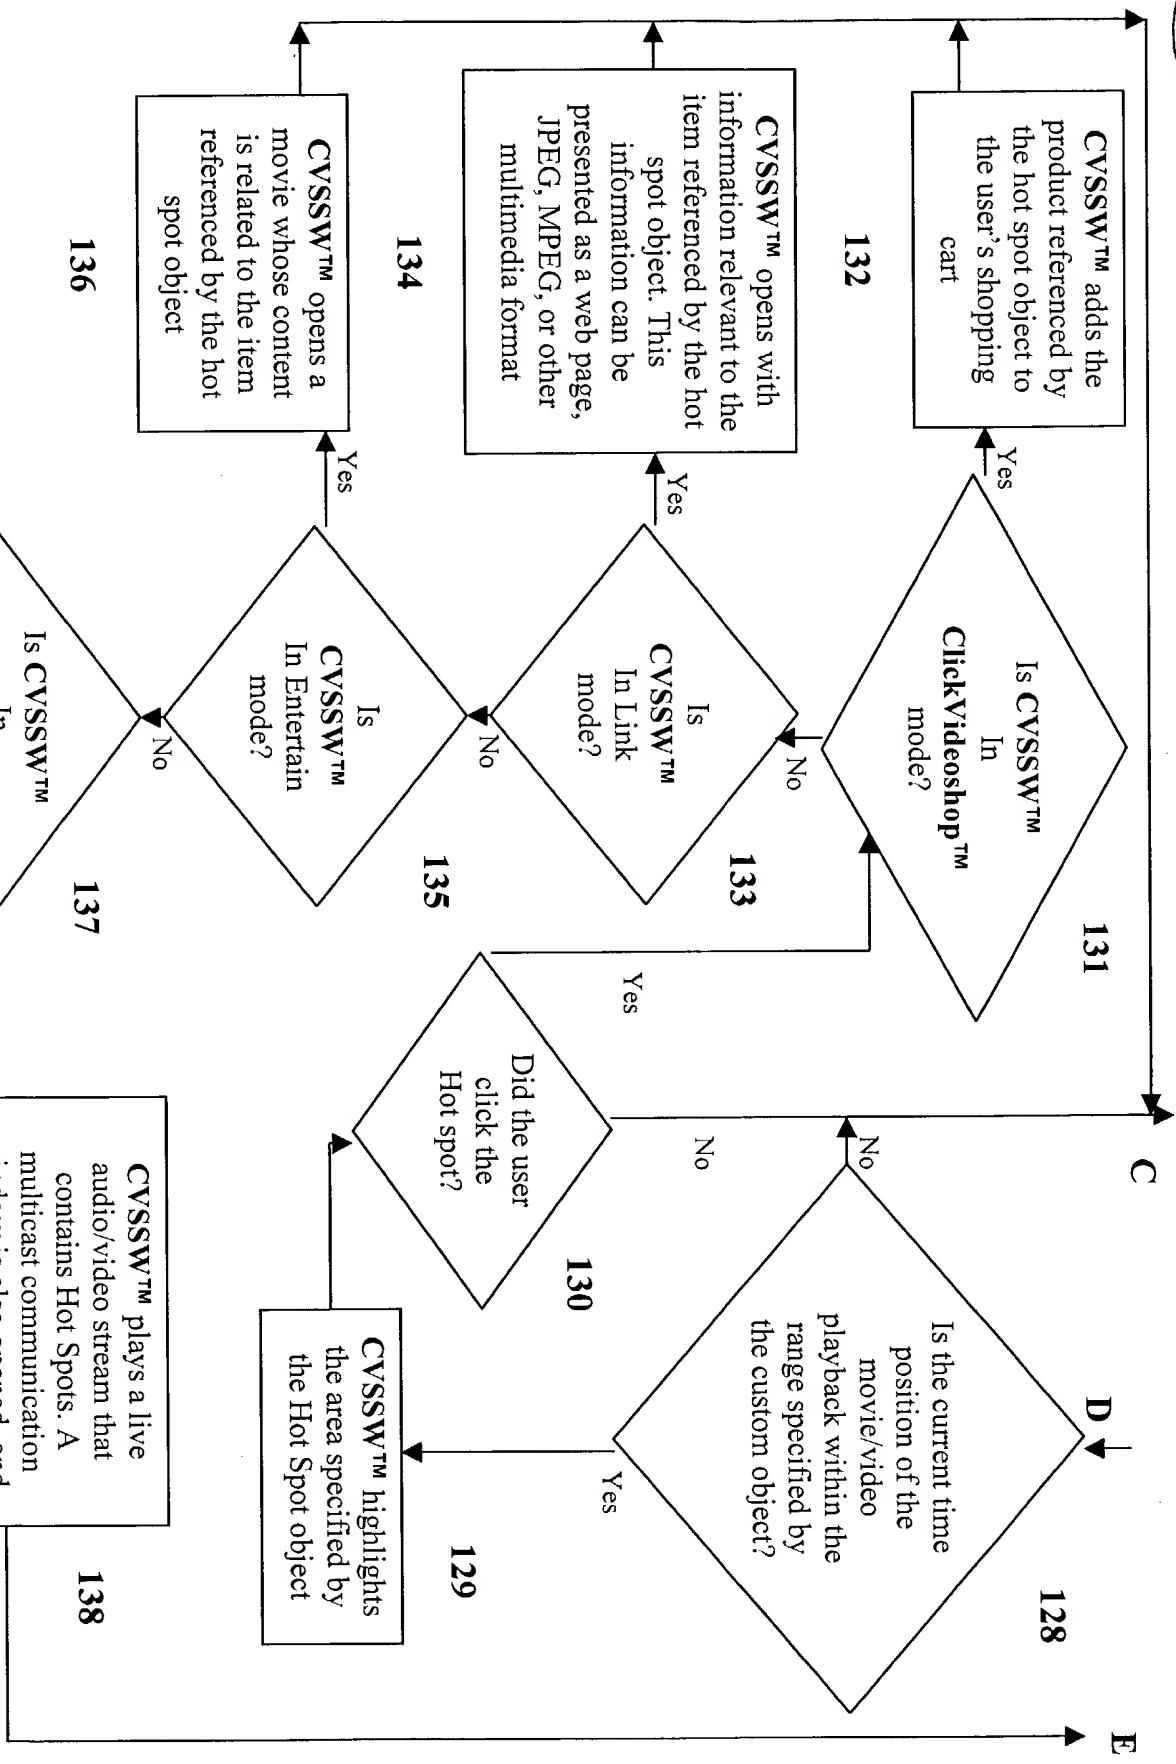 C
D
E
Is the current time
position of the
movie/video
playback within the
range specified by
the custom object?
128
No
Yes
CVSSW™ highlights
the area specified by
the Hot Spot object
129
Did the user
click the
Hot spot?
130
No
Yes
Is CVSSW™
In
ClickVideoshop™
mode?
131
Yes
No
CVSSW™ adds the
product referenced by
the hot spot object to
the user's shopping
cart
132
Is
CVSSW™
In Link
mode?
133
Yes
No
CVSSW™ opens with
information relevant to the
item referenced by the hot
spot object. This
information can be
presented as a web page,
JPEG, MPEG, or other
multimedia format
134
Is
CVSSW™
In Entertain
mode?
135
Yes
No
CVSSW™ opens a
movie whose content
is related to the item
referenced by the hot
spot object
136
Is CVSSW™
In
137
CVSSW™ plays a live
audio/video stream that
contains Hot Spots. A
multicast communication
138